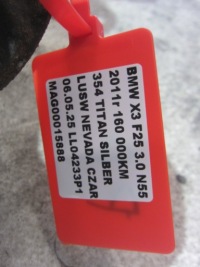 BMW X3 F25 3.0 N55
2011r 160 000KM
354 TITAN SILBER
LUSW NEVADA CZAR
06.05.25 LL04233P1
MAG00015888